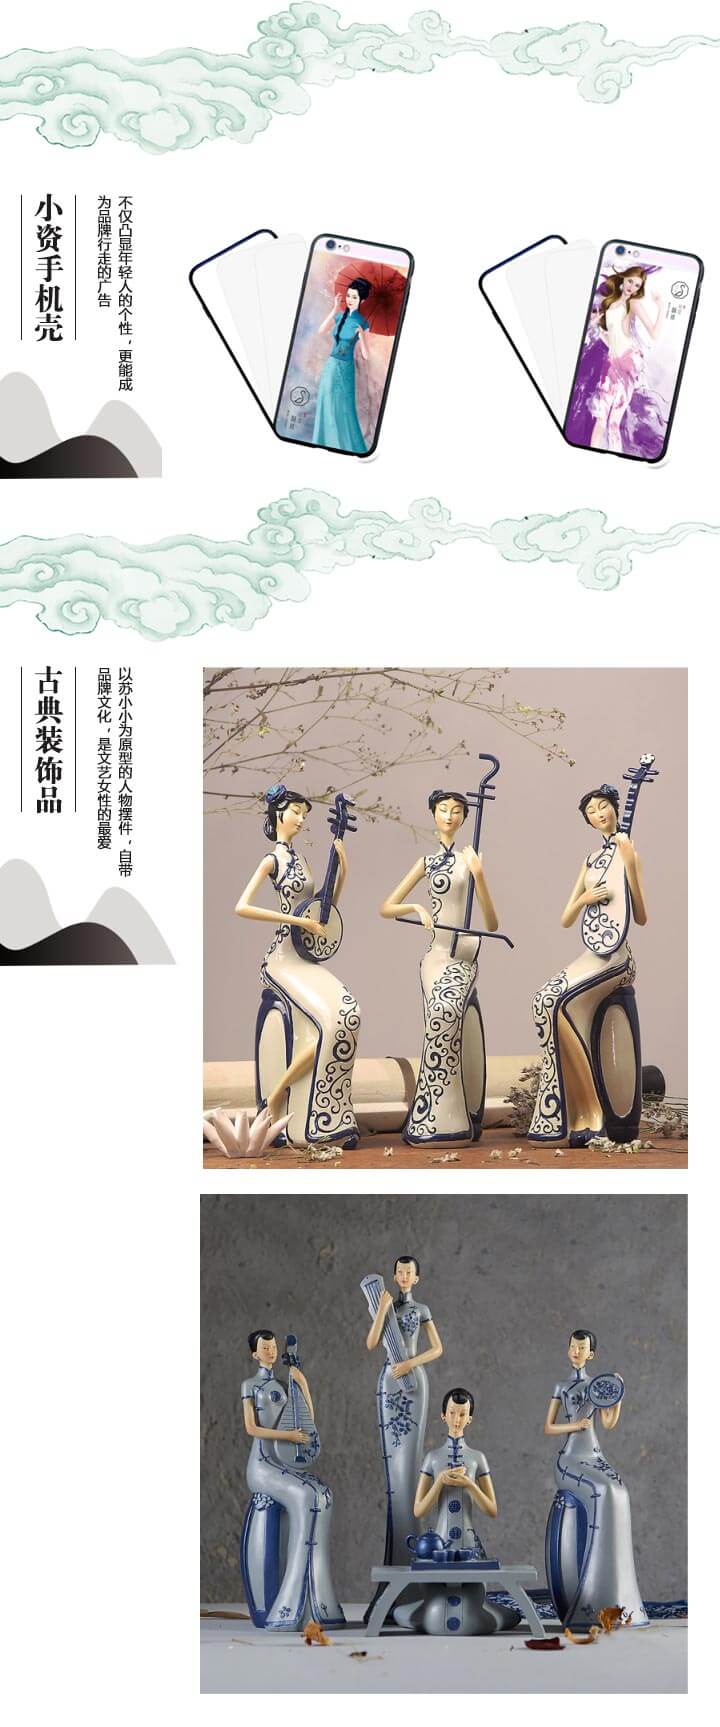 小资手机壳
不仅凸显年轻人的个性，更能成
为品牌行走的广告
古典装饰品
以苏小小为原型的人物摆件，自带
品牌文化，是文艺女性的最爱